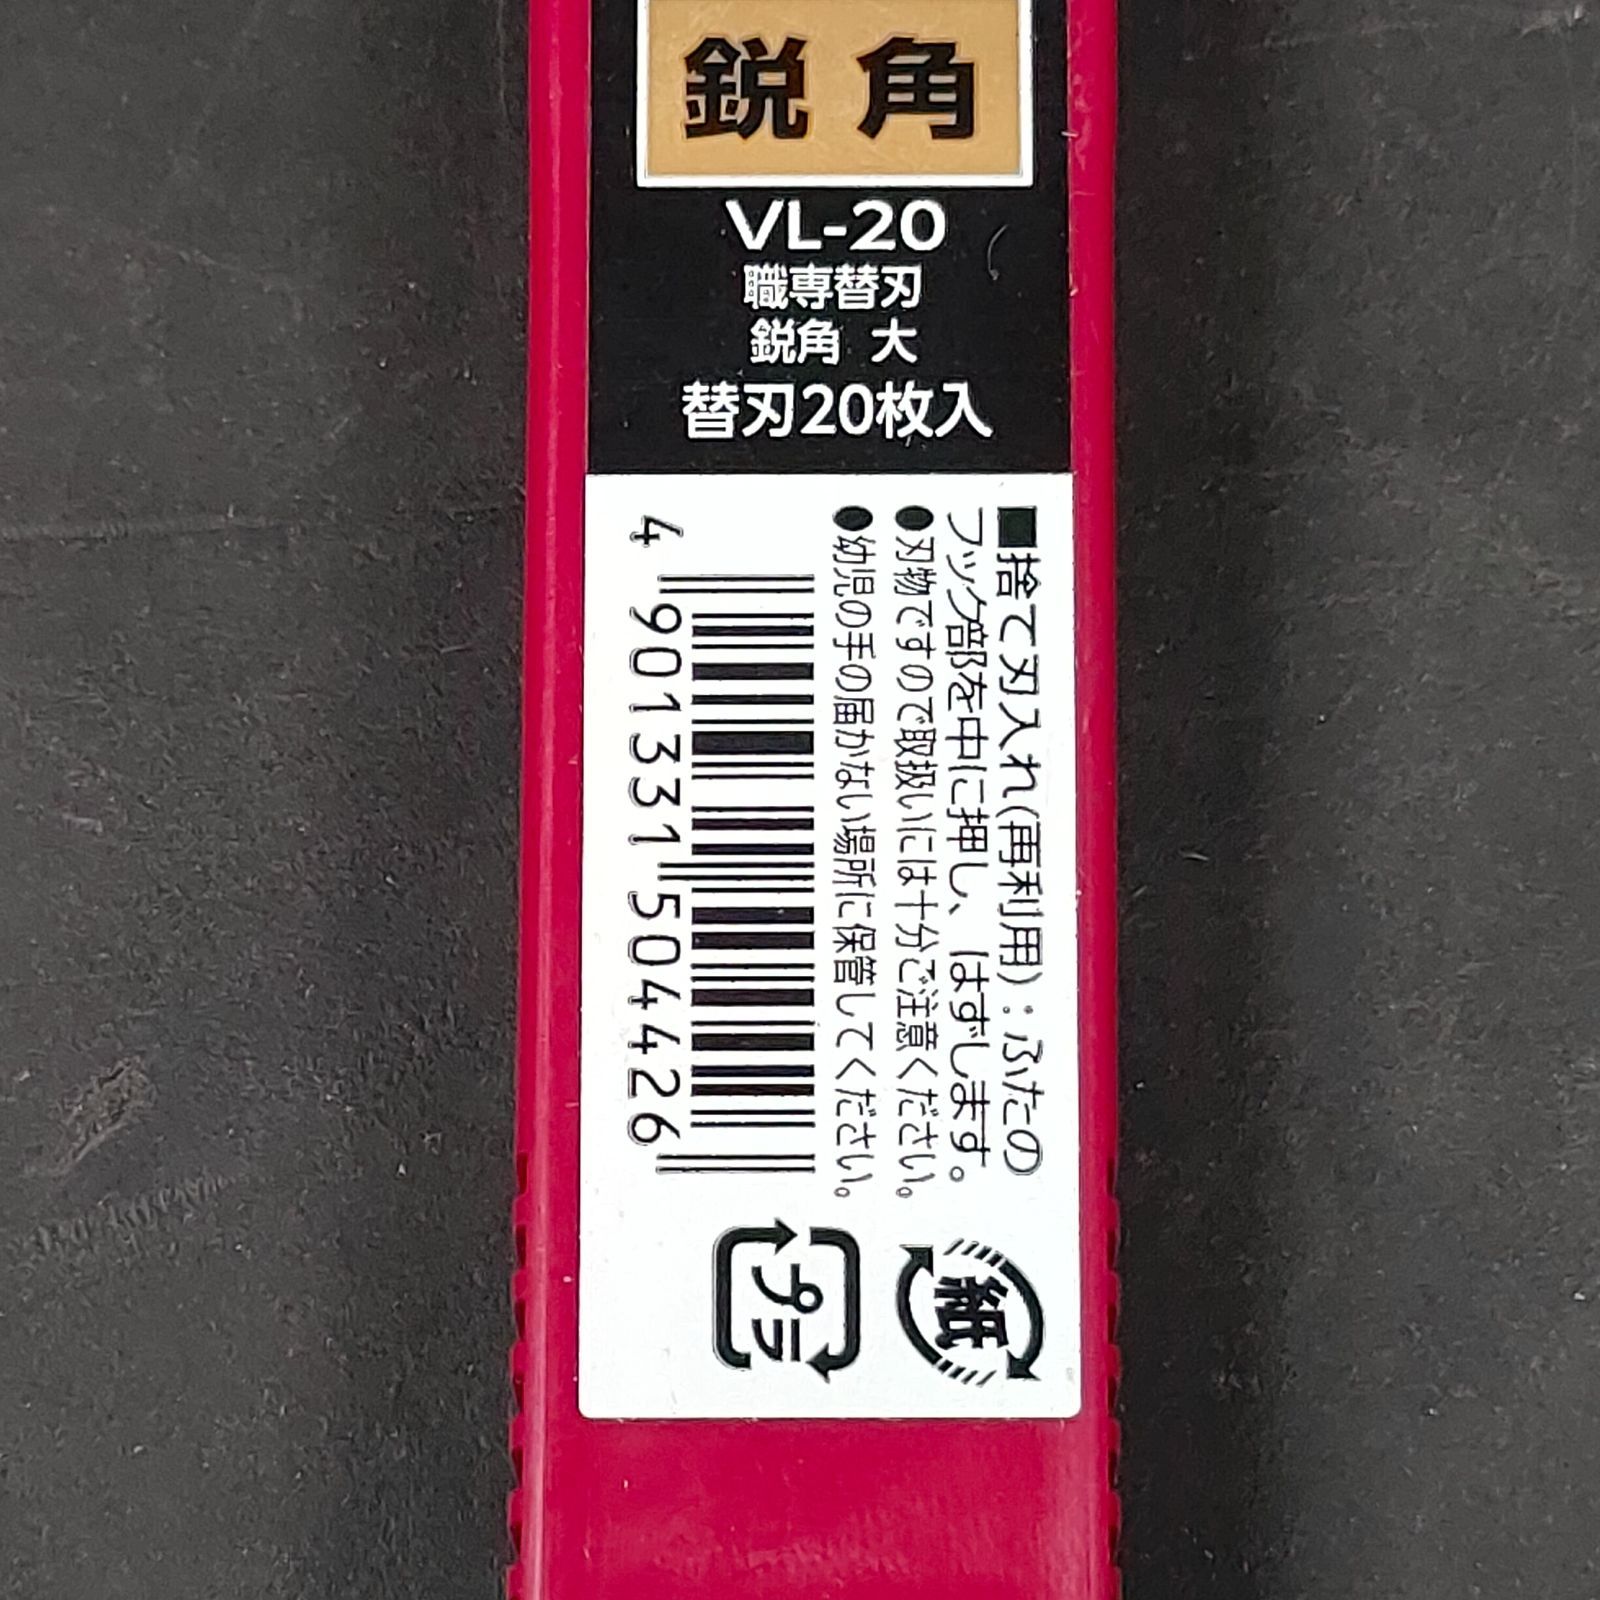 鋭角
VL-20
職専替刃
鋭角 大
替刃20枚入
■捨て刃入れ(再利用)：ふたの
フック部を中に押し、はずします。
●刃物ですので取扱いには十分ご注意ください。
●幼児の手の届かない場所に保管してください。
4 901331 504426
紙
プラ